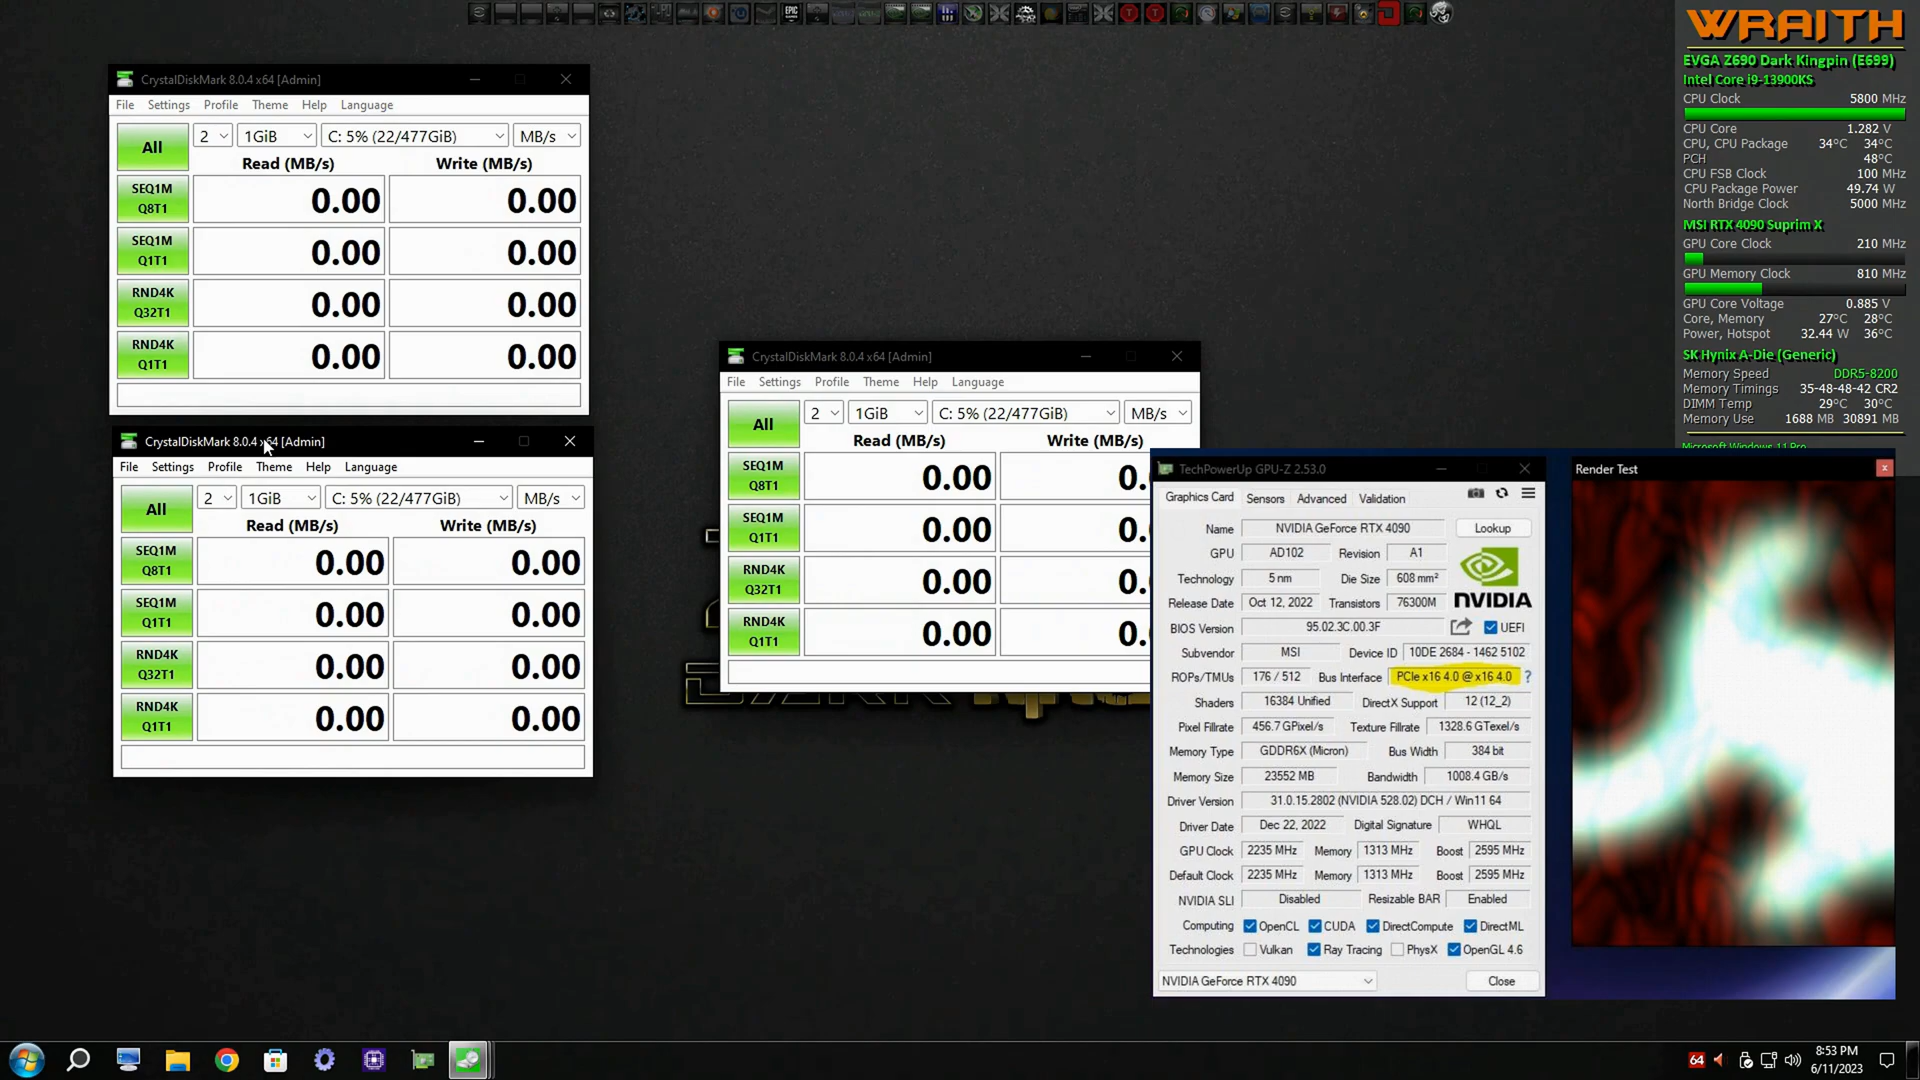 WRAITH
EVGA Z690 Dark Kingpin (E699)
Intel Core i9-13900KS
CPU Clock 5800 MHz
CPU Core 1.282 V
CPU, CPU Package 34°C 34°C
PCH 48°C
CPU FSB Clock 100 MHz
CPU Package Power 49.74 W
North Bridge Clock 5000 MHz
MSI RTX 4090 Suprim X
GPU Core Clock 210 MHz
GPU Memory Clock 810 MHz
GPU Core Voltage 0.885 V
Core, Memory 27°C 28°C
Power, Hotspot 32.44 W 36°C
SK Hynix A-Die (Generic)
Memory Speed DDR5-8200
Memory Timings 35-48-48-42 CR2
DIMM Temp 29°C 30°C
Memory Use 1688 MB 30891 MB
Microsoft Windows 11 Pro
CrystalDiskMark 8.0.4 x64 [Admin]
File Settings Profile Theme Help Language
All 2 1GiB C: 5% (22/477GiB) MB/s
Read (MB/s) Write (MB/s)
SEQ1M
Q8T1 0.00 0.00
SEQ1M
Q1T1 0.00 0.00
RND4K
Q32T1 0.00 0.00
RND4K
Q1T1 0.00 0.00
CrystalDiskMark 8.0.4 x64 [Admin]
File Settings Profile Theme Help Language
All 2 1GiB C: 5% (22/477GiB) MB/s
Read (MB/s) Write (MB/s)
SEQ1M
Q8T1 0.00 0.00
SEQ1M
Q1T1 0.00 0.00
RND4K
Q32T1 0.00 0.00
RND4K
Q1T1 0.00 0.00
CrystalDiskMark 8.0.4 x64 [Admin]
File Settings Profile Theme Help Language
All 2 1GiB C: 5% (22/477GiB) MB/s
Read (MB/s) Write (MB/s)
SEQ1M
Q8T1 0.00 0.
SEQ1M
Q1T1 0.00 0.
RND4K
Q32T1 0.00 0.
RND4K
Q1T1 0.00 0.
TechPowerUp GPU-Z 2.53.0
Graphics Card Sensors Advanced Validation
Name NVIDIA GeForce RTX 4090 Lookup
GPU AD102 Revision A1
Technology 5 nm Die Size 608 mm²
Release Date Oct 12, 2022 Transistors 76300M
NVIDIA
BIOS Version 95.02.3C.00.3F UEFI
Subvendor MSI Device ID 10DE 2684 - 1462 5102
ROPs/TMUs 176 / 512 Bus Interface PCIe x16 4.0 @ x16 4.0 ?
Shaders 16384 Unified DirectX Support 12 (12_2)
Pixel Fillrate 456.7 GPixel/s Texture Fillrate 1328.6 GTexel/s
Memory Type GDDR6X (Micron) Bus Width 384 bit
Memory Size 23552 MB Bandwidth 1008.4 GB/s
Driver Version 31.0.15.2802 (NVIDIA 528.02) DCH / Win11 64
Driver Date Dec 22, 2022 Digital Signature WHQL
GPU Clock 2235 MHz Memory 1313 MHz Boost 2595 MHz
Default Clock 2235 MHz Memory 1313 MHz Boost 2595 MHz
NVIDIA SLI Disabled Resizable BAR Enabled
Computing OpenCL CUDA DirectCompute DirectML
Technologies Vulkan Ray Tracing PhysX OpenGL 4.6
NVIDIA GeForce RTX 4090 Close
Render Test
64
8:53 PM
6/11/2023